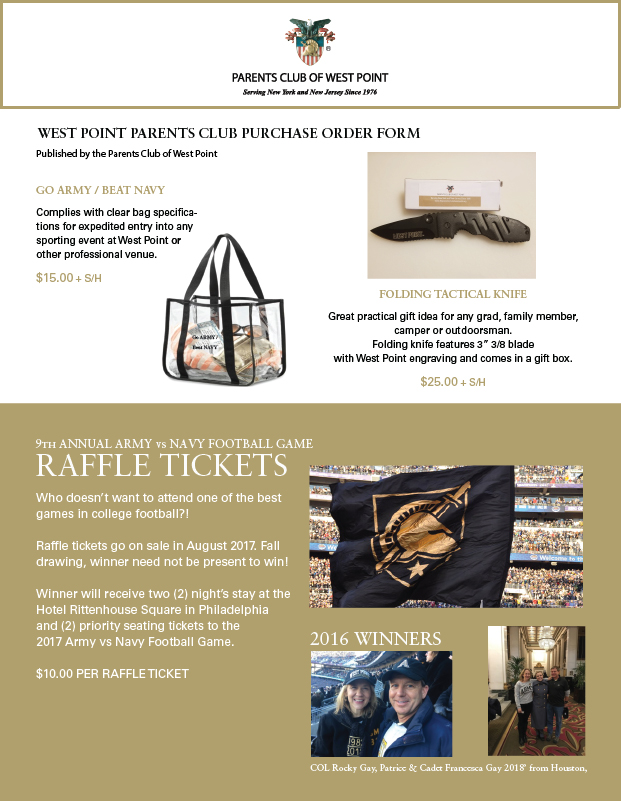 PARENTS CLUB OF WEST POINT
Serving New York and New Jersey Since 1976
WEST POINT PARENTS CLUB PURCHASE ORDER FORM
Published by the Parents Club of West Point
GO ARMY / BEAT NAVY
Complies with clear bag specifica-
tions for expedited entry into any
sporting event at West Point or
other professional venue.
$15.00 + S/H
Go ARMY /
Beat NAVY
WEST POINT
FOLDING TACTICAL KNIFE
Great practical gift idea for any grad, family member,
camper or outdoorsman.
Folding knife features 3” 3/8 blade
with West Point engraving and comes in a gift box.
$25.00 + S/H
9TH ANNUAL ARMY vs NAVY FOOTBALL GAME
RAFFLE TICKETS
Who doesn’t want to attend one of the best
games in college football?!
Raffle tickets go on sale in August 2017. Fall
drawing, winner need not be present to win!
Winner will receive two (2) night’s stay at the
Hotel Rittenhouse Square in Philadelphia
and (2) priority seating tickets to the
2017 Army vs Navy Football Game.
$10.00 PER RAFFLE TICKET
Welcome to
2016 WINNERS
COL Rocky Gay, Patrice & Cadet Francesca Gay 2018’ from Houston,